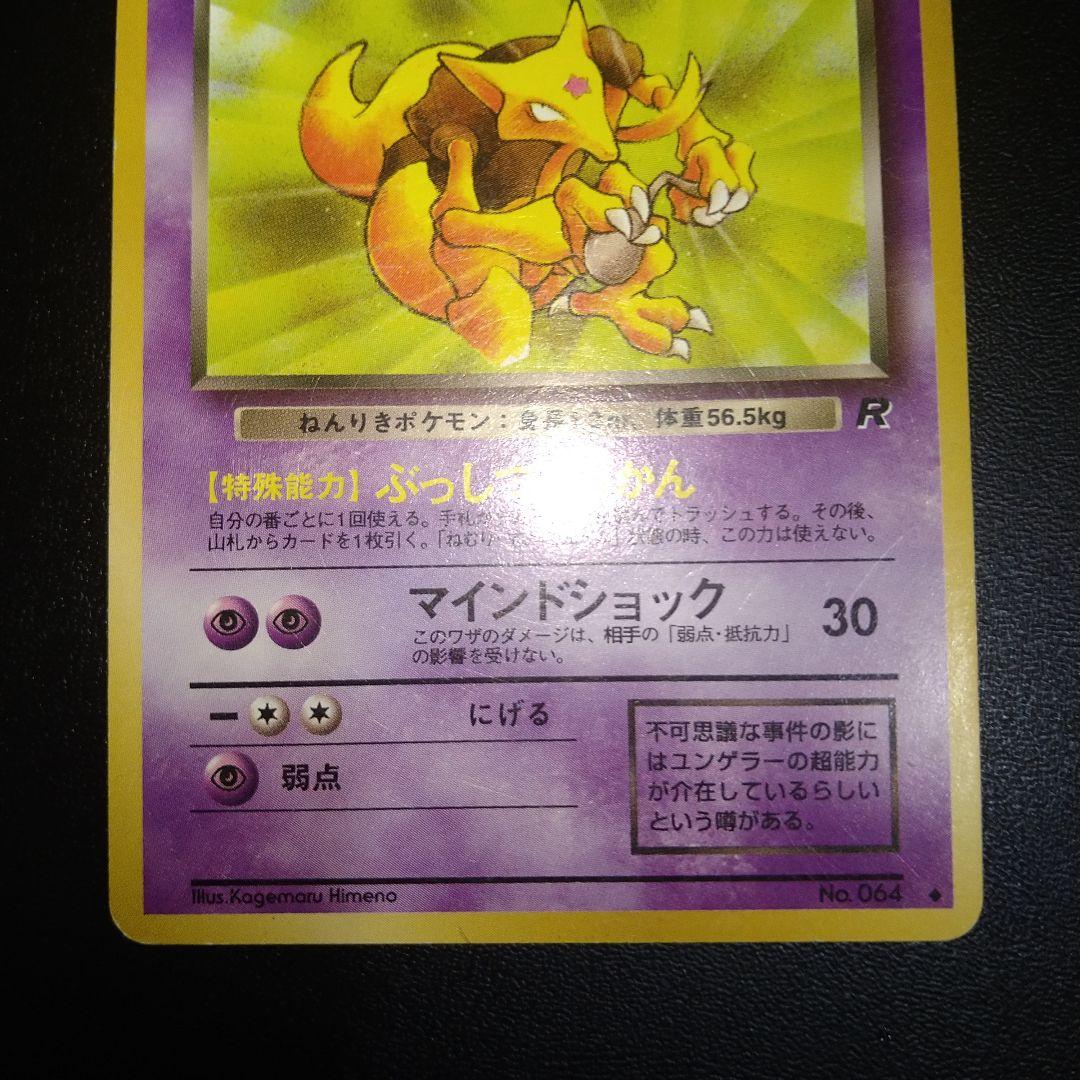 ねんりきポケモン：身長 体重56.5kg
R
【特殊能力】ぶっしつ かん
自分の番ごとに1回使える。手札 んでトラッシュする。その後、
山札からカードを1枚引く。「ねむり 」状態の時、この力は使えない。
マインドショック 30
このワザのダメージは、相手の「弱点・抵抗力」
の影響を受けない。
ー にげる
弱点
不可思議な事件の影に
はユンゲラーの超能力
が介在しているらしい
という噂がある。
Illus.Kagemaru Himeno
No. 064 ◆